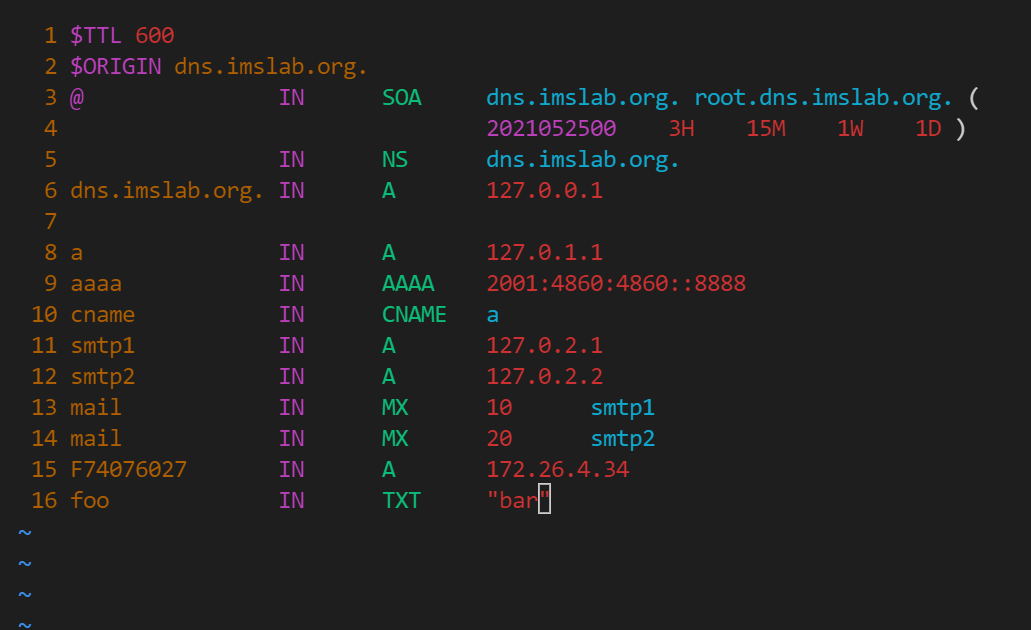 1 $TTL 600
2 $ORIGIN dns.imslab.org.
3 @ IN SOA dns.imslab.org. root.dns.imslab.org. (
4 2021052500 3H 15M 1W 1D )
5 IN NS dns.imslab.org.
6 dns.imslab.org. IN A 127.0.0.1
7
8 a IN A 127.0.1.1
9 aaaa IN AAAA 2001:4860:4860::8888
10 cname IN CNAME a
11 smtp1 IN A 127.0.2.1
12 smtp2 IN A 127.0.2.2
13 mail IN MX 10 smtp1
14 mail IN MX 20 smtp2
15 F74076027 IN A 172.26.4.34
16 foo IN TXT "bar"
~
~
~
~